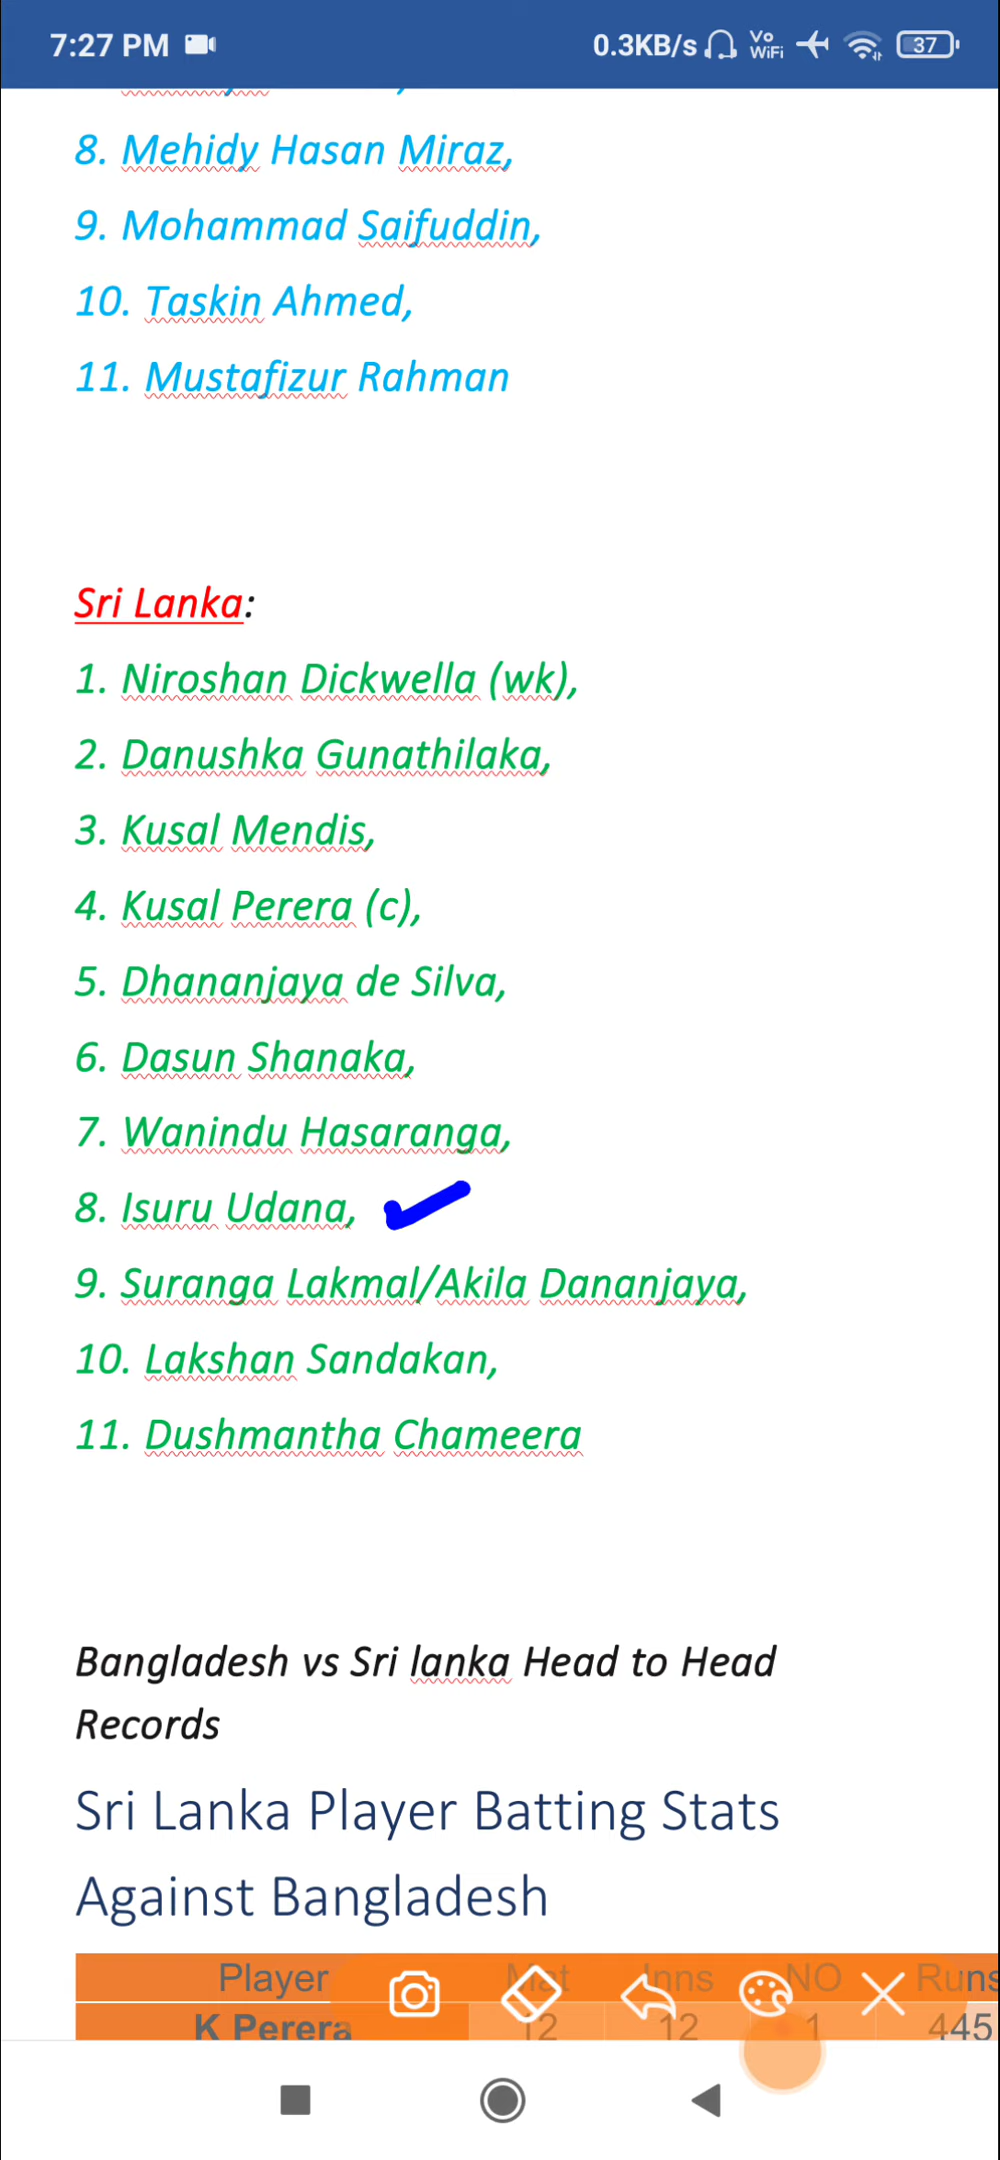 7:27 PM 0.3KB/s Vo WiFi 37
8. Mehidy Hasan Miraz,
9. Mohammad Saifuddin,
10. Taskin Ahmed,
11. Mustafizur Rahman
Sri Lanka:
1. Niroshan Dickwella (wk),
2. Danushka Gunathilaka,
3. Kusal Mendis,
4. Kusal Perera (c),
5. Dhananjaya de Silva,
6. Dasun Shanaka,
7. Wanindu Hasaranga,
8. Isuru Udana,
9. Suranga Lakmal/Akila Dananjaya,
10. Lakshan Sandakan,
11. Dushmantha Chameera
Bangladesh vs Sri lanka Head to Head
Records
Sri Lanka Player Batting Stats
Against Bangladesh
Player Mat Inns NO Runs
K Perera 12 12 1 445